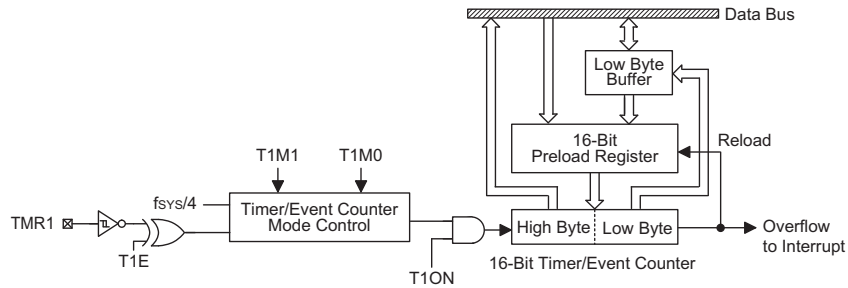 Data Bus
Low Byte
Buffer
16-Bit
Preload Register
Reload
T1M1
T1M0
fSYS/4
Timer/Event Counter
Mode Control
TMR1
T1E
T1ON
High Byte
Low Byte
Overflow
to Interrupt
16-Bit Timer/Event Counter